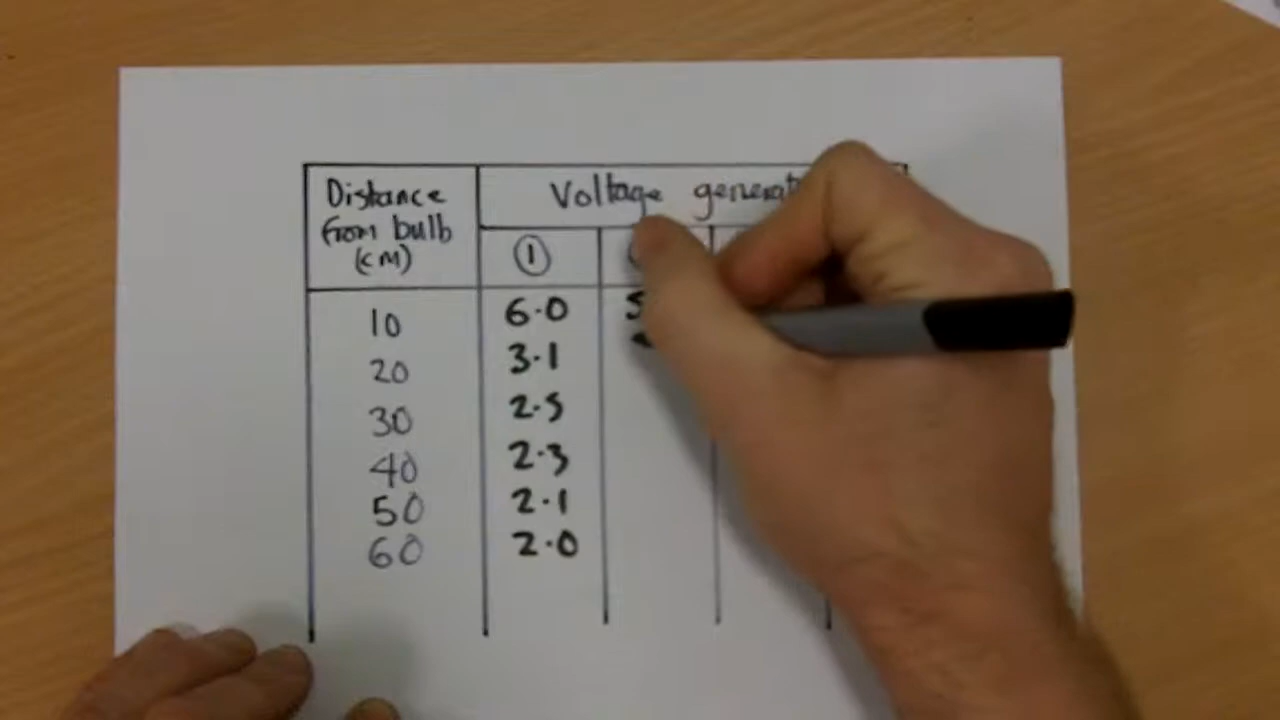 Distance
from bulb
(cm)
Voltage
①
10 6.0
20 3.1
30 2.5
40 2.3
50 2.1
60 2.0